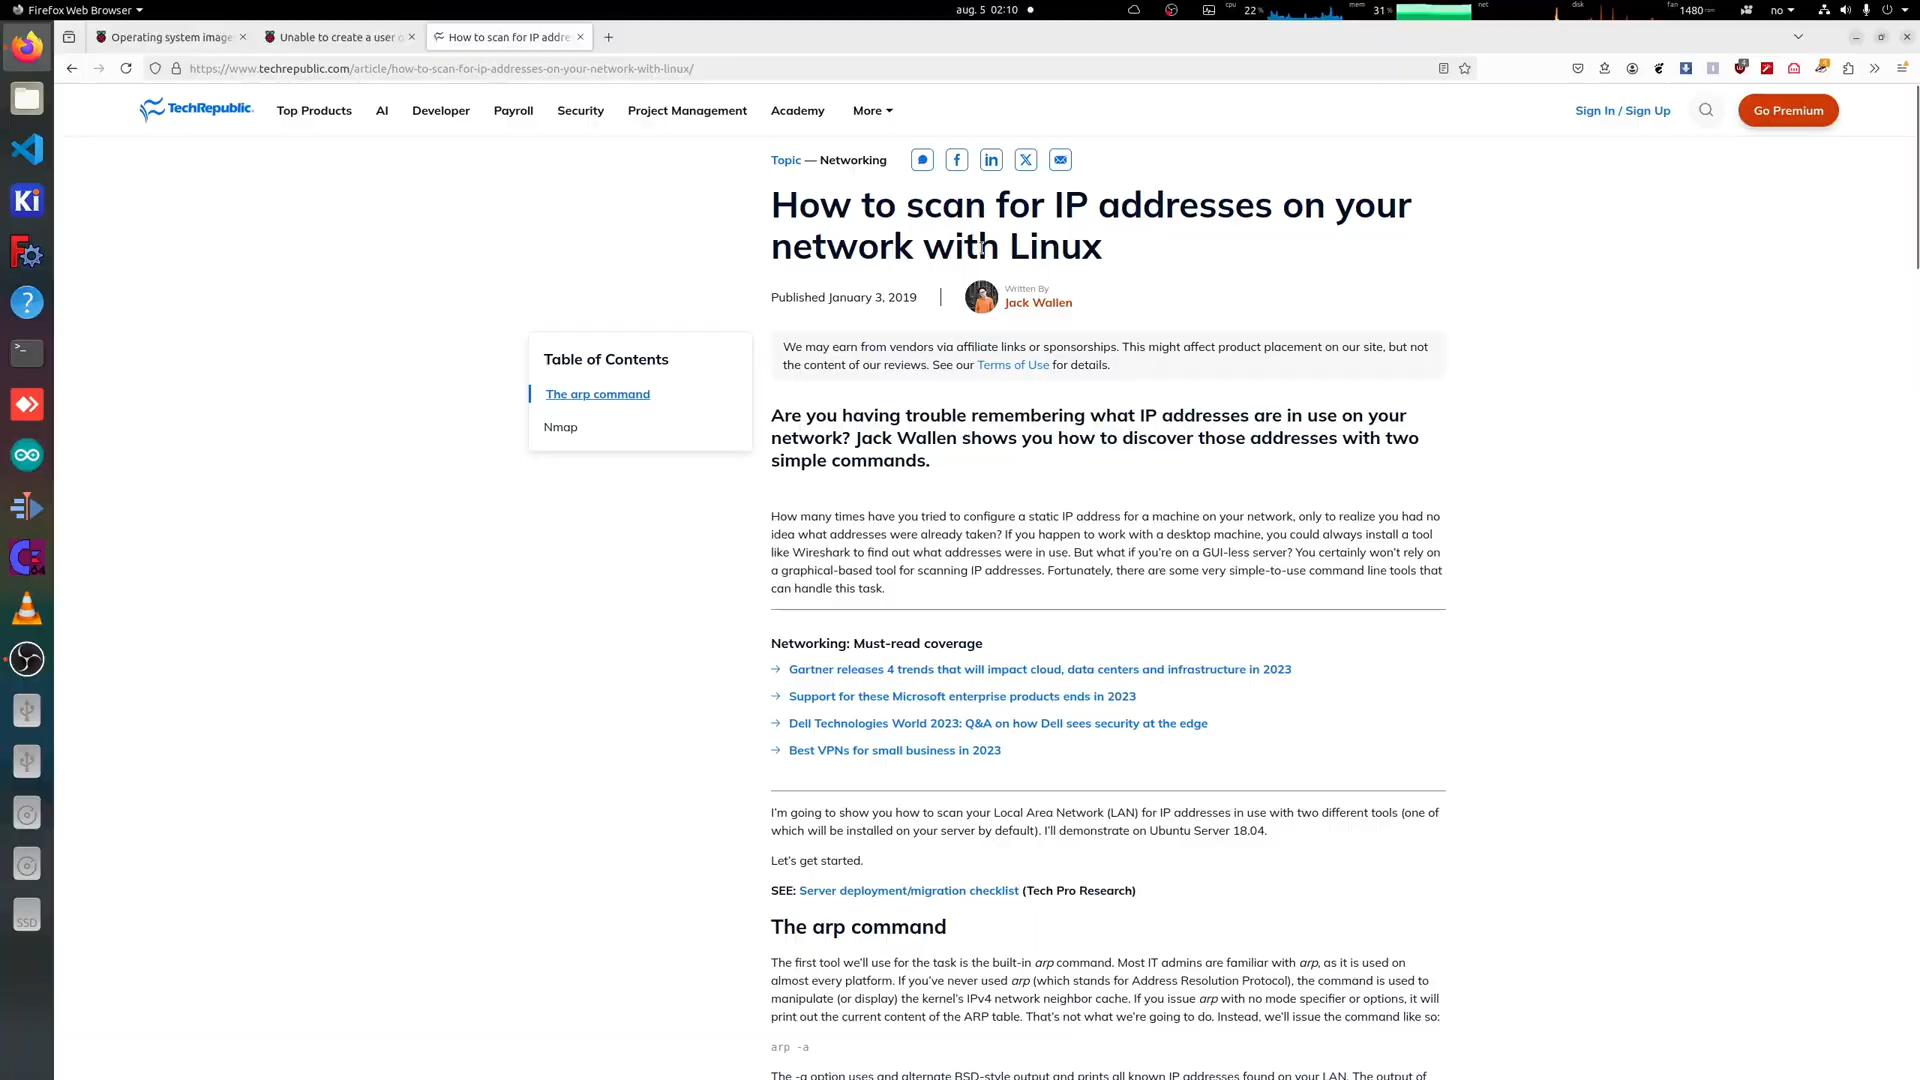 Firefox Web Browser
aug. 5 02:10
cpu
22%
mem
31%
net
disk
fan
1480rpm
no
Operating system image
Unable to create a user o
How to scan for IP addre
https://www.techrepublic.com/article/how-to-scan-for-ip-addresses-on-your-network-with-linux/
TechRepublic.
Top Products
AI
Developer
Payroll
Security
Project Management
Academy
More
Sign In / Sign Up
Go Premium
Topic — Networking
How to scan for IP addresses on your
network with Linux
Published January 3, 2019
Written By
Jack Wallen
Table of Contents
The arp command
Nmap
We may earn from vendors via affiliate links or sponsorships. This might affect product placement on our site, but not
the content of our reviews. See our Terms of Use for details.
Are you having trouble remembering what IP addresses are in use on your
network? Jack Wallen shows you how to discover those addresses with two
simple commands.
How many times have you tried to configure a static IP address for a machine on your network, only to realize you had no
idea what addresses were already taken? If you happen to work with a desktop machine, you could always install a tool
like Wireshark to find out what addresses were in use. But what if you’re on a GUI-less server? You certainly won’t rely on
a graphical-based tool for scanning IP addresses. Fortunately, there are some very simple-to-use command line tools that
can handle this task.
Networking: Must-read coverage
Gartner releases 4 trends that will impact cloud, data centers and infrastructure in 2023
Support for these Microsoft enterprise products ends in 2023
Dell Technologies World 2023: Q&A on how Dell sees security at the edge
Best VPNs for small business in 2023
I’m going to show you how to scan your Local Area Network (LAN) for IP addresses in use with two different tools (one of
which will be installed on your server by default). I’ll demonstrate on Ubuntu Server 18.04.
Let’s get started.
SEE: Server deployment/migration checklist (Tech Pro Research)
The arp command
The first tool we’ll use for the task is the built-in arp command. Most IT admins are familiar with arp, as it is used on
almost every platform. If you’ve never used arp (which stands for Address Resolution Protocol), the command is used to
manipulate (or display) the kernel’s IPv4 network neighbor cache. If you issue arp with no mode specifier or options, it will
print out the current content of the ARP table. That’s not what we’re going to do. Instead, we’ll issue the command like so:
arp -a
The -a option uses and alternate BSD-style output and prints all known IP addresses found on your LAN. The output of
Ki
SSD